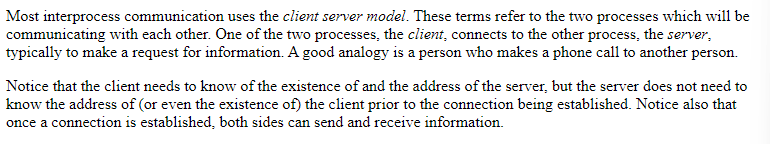 Most interprocess communication uses the client server model. These terms refer to the two processes which will be
communicating with each other. One of the two processes, the client, connects to the other process, the server,
typically to make a request for information. A good analogy is a person who makes a phone call to another person.
Notice that the client needs to know of the existence of and the address of the server, but the server does not need to
know the address of (or even the existence of) the client prior to the connection being established. Notice also that
once a connection is established, both sides can send and receive information.